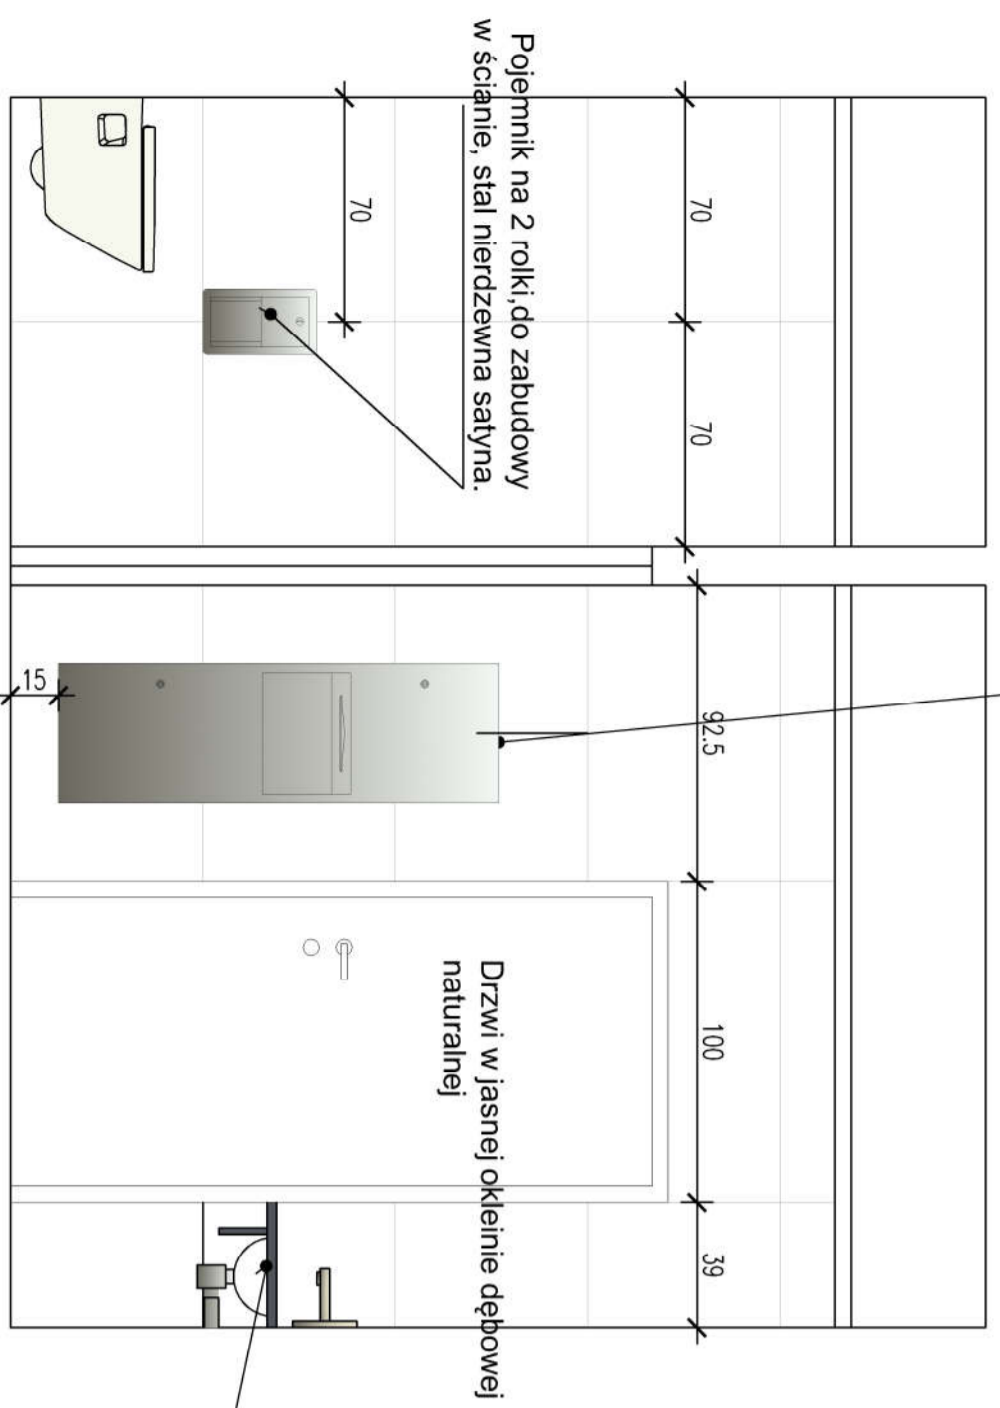 Pojemnik na 2 rolki,do zabudowy
w ścianie, stal nierdzewna satyna.
70
70
70
15
92.5
100
39
Drzwi w jasnej okleinie dębowej
naturalnej